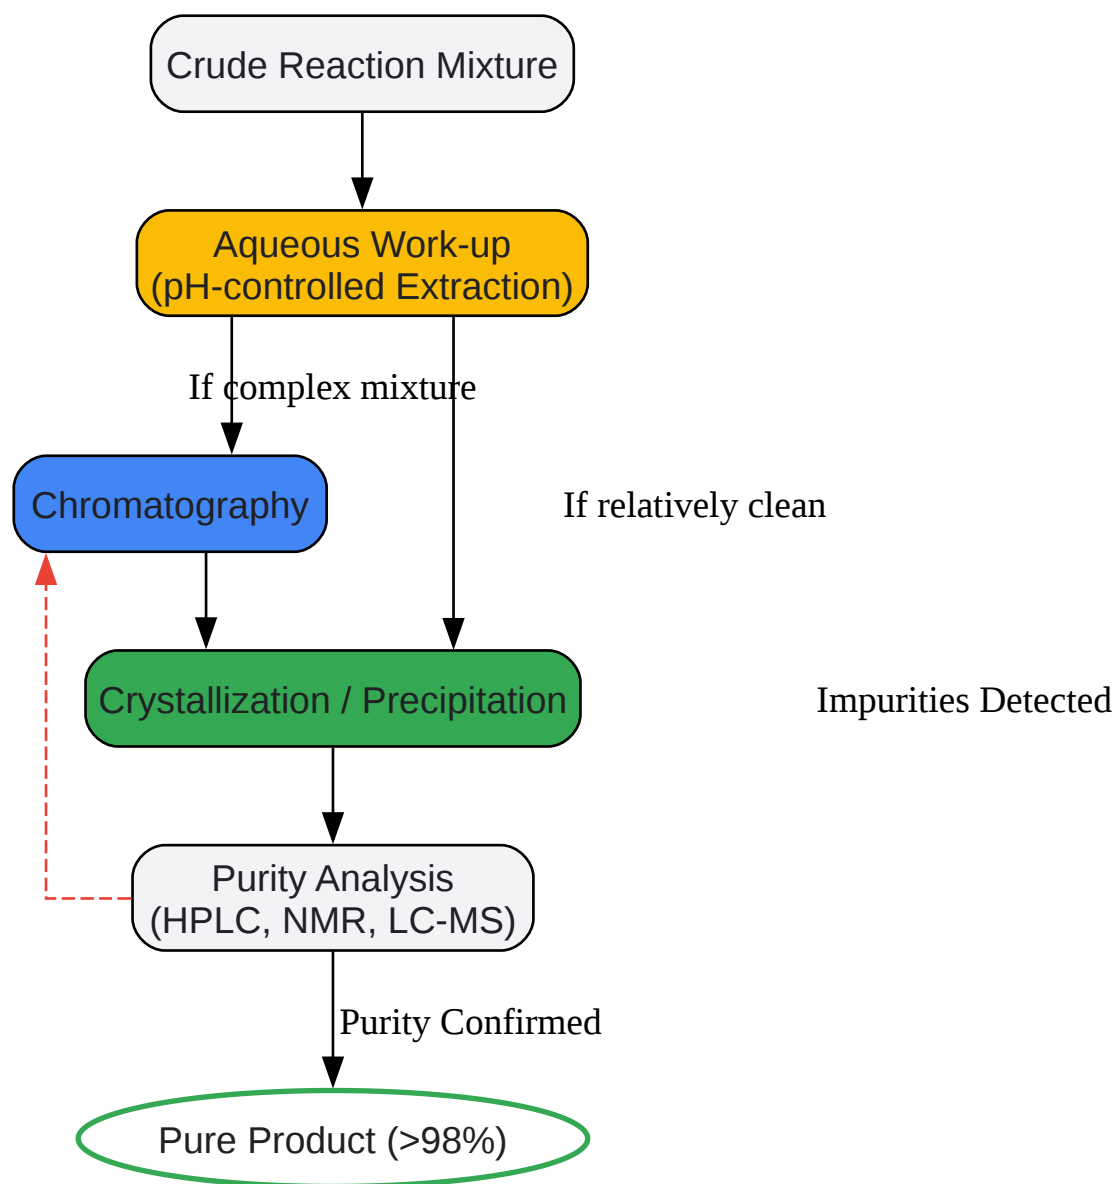 Crude Reaction Mixture
Aqueous Work-up
(pH-controlled Extraction)
If complex mixture
Chromatography
If relatively clean
Crystallization / Precipitation
Impurities Detected
Purity Analysis
(HPLC, NMR, LC-MS)
Purity Confirmed
Pure Product (>98%)